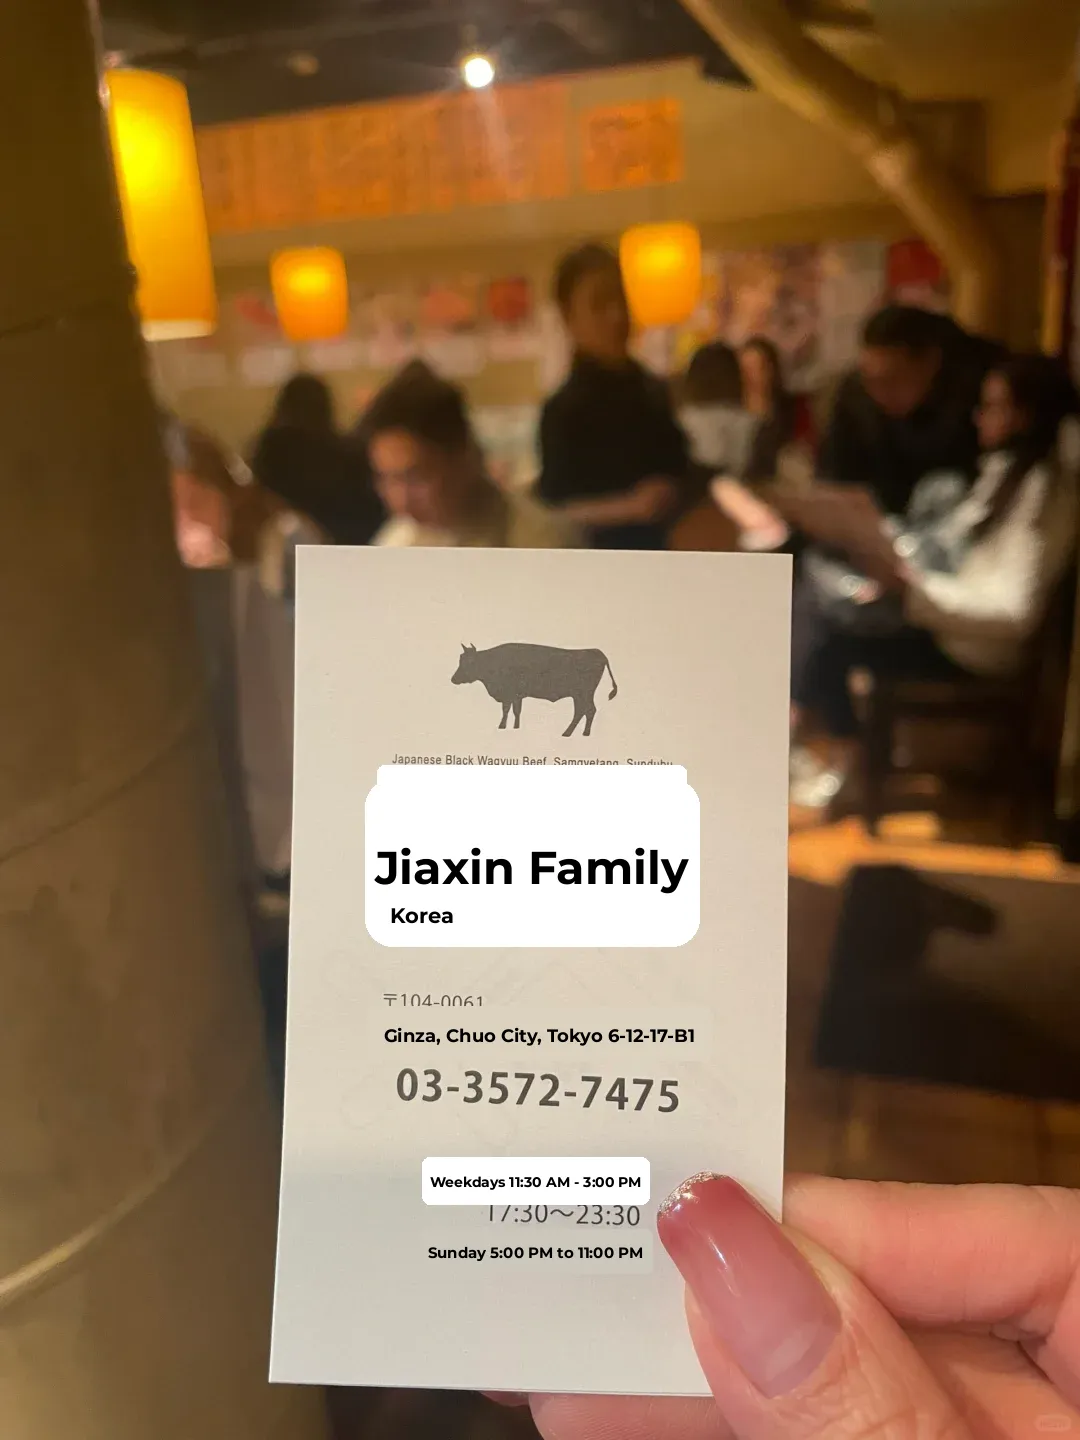 Japanese Black Wagyuu Beef, Samgyetang, Sundubu
Jiaxin Family
Korea
〒104-0061
Ginza, Chuo City, Tokyo 6-12-17-B1
03-3572-7475
Weekdays 11:30 AM - 3:00 PM
17:30～23:30
Sunday 5:00 PM to 11:00 PM